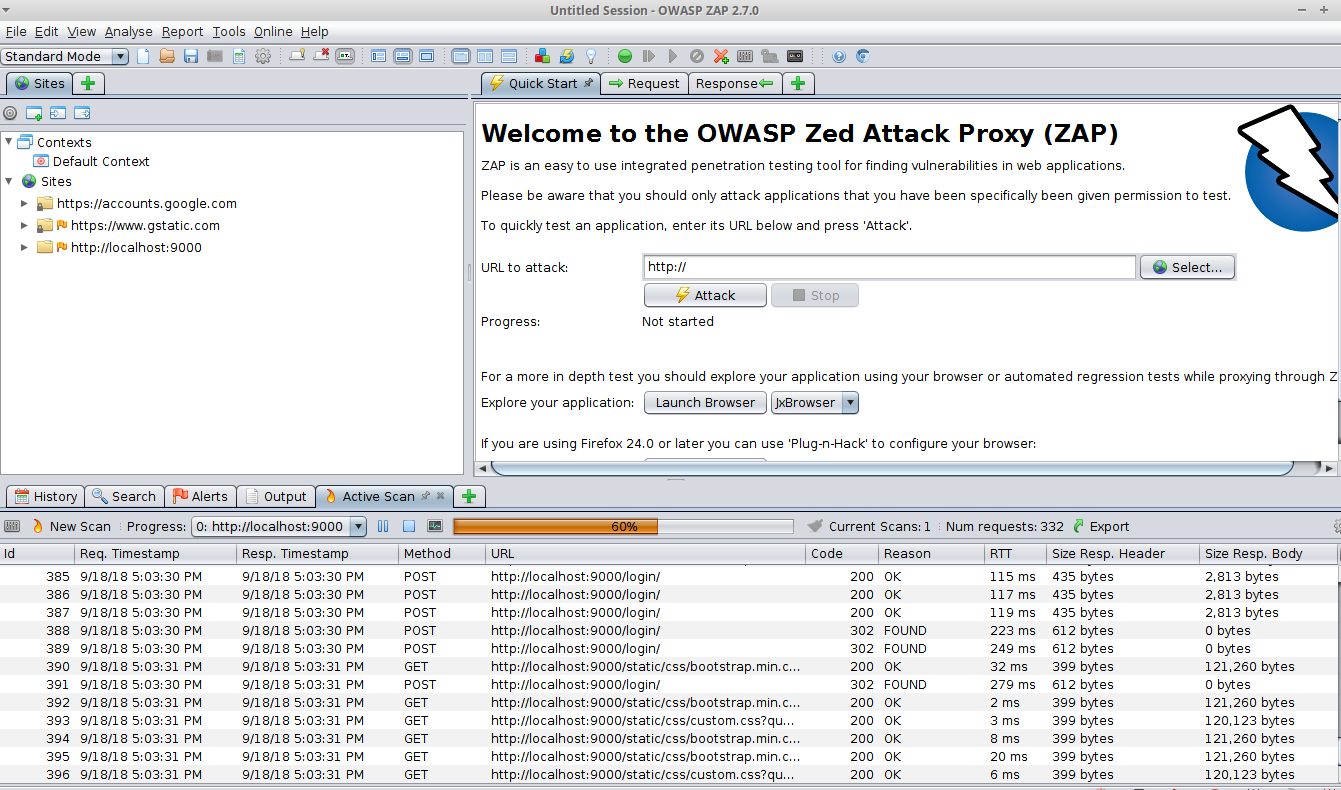 Untitled Session - OWASP ZAP 2.7.0
File Edit View Analyse Report Tools Online Help
Standard Mode
Sites
Quick Start Request Response
Contexts
Default Context
Sites
https://accounts.google.com
https://www.gstatic.com
http://localhost:9000
Welcome to the OWASP Zed Attack Proxy (ZAP)
ZAP is an easy to use integrated penetration testing tool for finding vulnerabilities in web applications.
Please be aware that you should only attack applications that you have been specifically been given permission to test.
To quickly test an application, enter its URL below and press 'Attack'.
URL to attack: http:// Select...
Attack Stop
Progress: Not started
For a more in depth test you should explore your application using your browser or automated regression tests while proxying through Z
Explore your application: Launch Browser JxBrowser
If you are using Firefox 24.0 or later you can use 'Plug-n-Hack' to configure your browser:
History Search Alerts Output Active Scan
New Scan Progress: 0: http://localhost:9000 60% Current Scans: 1 Num requests: 332 Export
Id Req. Timestamp Resp. Timestamp Method URL Code Reason RTT Size Resp. Header Size Resp. Body
385 9/18/18 5:03:30 PM 9/18/18 5:03:30 PM POST http://localhost:9000/login/ 200 OK 115 ms 435 bytes 2,813 bytes
386 9/18/18 5:03:30 PM 9/18/18 5:03:30 PM POST http://localhost:9000/login/ 200 OK 117 ms 435 bytes 2,813 bytes
387 9/18/18 5:03:30 PM 9/18/18 5:03:30 PM POST http://localhost:9000/login/ 200 OK 119 ms 435 bytes 2,813 bytes
388 9/18/18 5:03:30 PM 9/18/18 5:03:30 PM POST http://localhost:9000/login/ 302 FOUND 223 ms 612 bytes 0 bytes
389 9/18/18 5:03:30 PM 9/18/18 5:03:31 PM POST http://localhost:9000/login/ 302 FOUND 249 ms 612 bytes 0 bytes
390 9/18/18 5:03:31 PM 9/18/18 5:03:31 PM GET http://localhost:9000/static/css/bootstrap.min.c... 200 OK 32 ms 399 bytes 121,260 bytes
391 9/18/18 5:03:30 PM 9/18/18 5:03:31 PM POST http://localhost:9000/login/ 302 FOUND 279 ms 612 bytes 0 bytes
392 9/18/18 5:03:31 PM 9/18/18 5:03:31 PM GET http://localhost:9000/static/css/bootstrap.min.c... 200 OK 2 ms 399 bytes 121,260 bytes
393 9/18/18 5:03:31 PM 9/18/18 5:03:31 PM GET http://localhost:9000/static/css/custom.css?qu... 200 OK 3 ms 399 bytes 120,123 bytes
394 9/18/18 5:03:31 PM 9/18/18 5:03:31 PM GET http://localhost:9000/static/css/bootstrap.min.c... 200 OK 8 ms 399 bytes 121,260 bytes
395 9/18/18 5:03:31 PM 9/18/18 5:03:31 PM GET http://localhost:9000/static/css/bootstrap.min.c... 200 OK 20 ms 399 bytes 121,260 bytes
396 9/18/18 5:03:31 PM 9/18/18 5:03:31 PM GET http://localhost:9000/static/css/custom.css?qu... 200 OK 6 ms 399 bytes 120,123 bytes